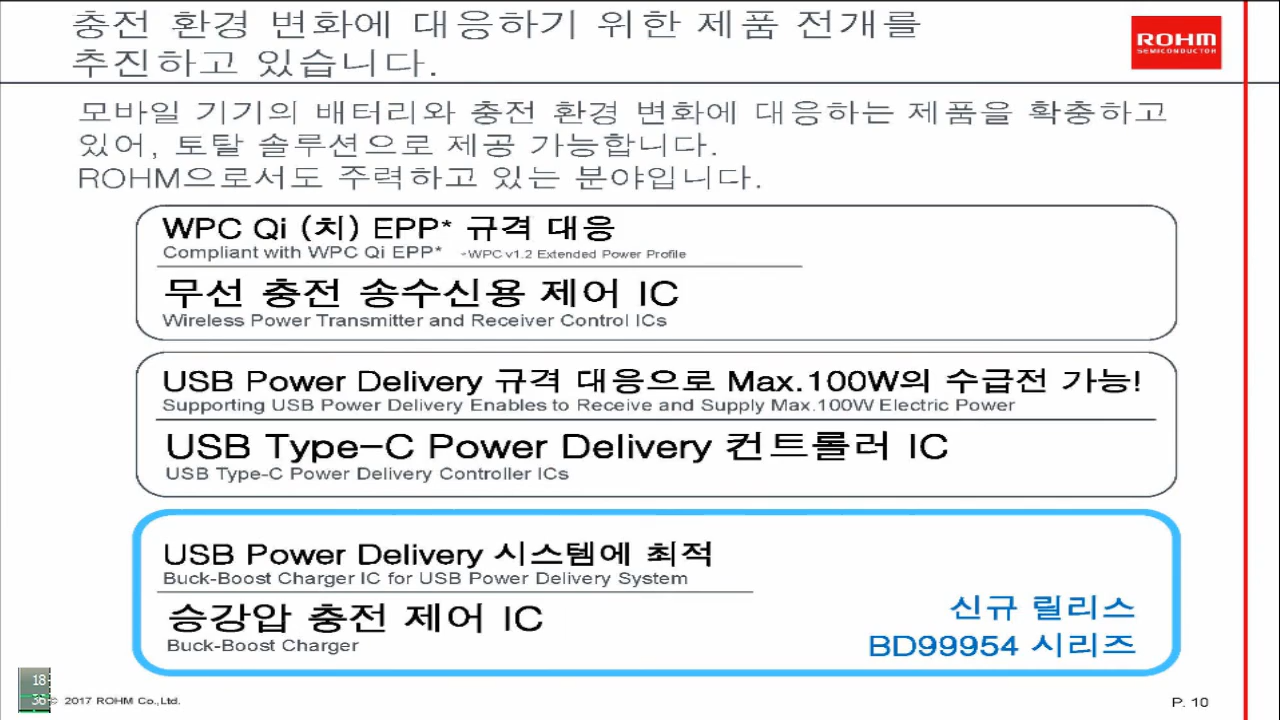 충전 환경 변화에 대응하기 위한 제품 전개를
추진하고 있습니다.
ROHM
SEMICONDUCTOR
모바일 기기의 배터리와 충전 환경 변화에 대응하는 제품을 확충하고
있어, 토탈 솔루션으로 제공 가능합니다.
ROHM으로서도 주력하고 있는 분야입니다.
WPC Qi (치) EPP* 규격 대응
Compliant with WPC Qi EPP* *WPC v1.2 Extended Power Profile
무선 충전 송수신용 제어 IC
Wireless Power Transmitter and Receiver Control ICs
USB Power Delivery 규격 대응으로 Max.100W의 수급전 가능!
Supporting USB Power Delivery Enables to Receive and Supply Max.100W Electric Power
USB Type-C Power Delivery 컨트롤러 IC
USB Type-C Power Delivery Controller ICs
USB Power Delivery 시스템에 최적
Buck-Boost Charger IC for USB Power Delivery System
승강압 충전 제어 IC
Buck-Boost Charger
신규 릴리스
BD99954 시리즈
18
36
© 2017 ROHM Co.,Ltd.
P. 10